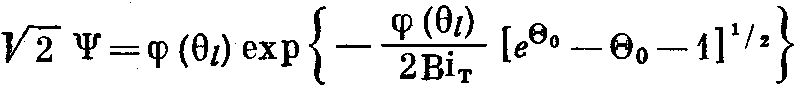 √2 Ψ = φ (θ_l) exp { − φ (θ_l) / 2Bi_т [e^{Θ_0} − Θ_0 − 1]^{1/2} }